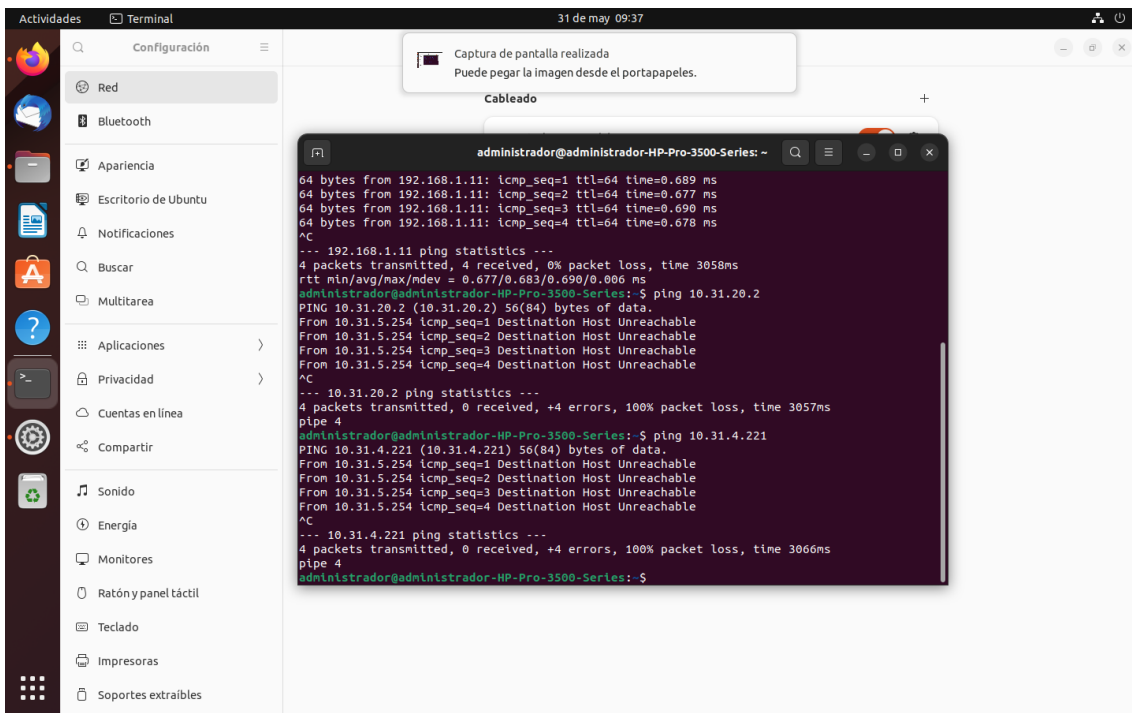 Actividades
Terminal
31 de may 09:37
Configuración
Captura de pantalla realizada
Puede pegar la imagen desde el portapapeles.
Red
Bluetooth
Apariencia
Escritorio de Ubuntu
Notificaciones
Buscar
Multitarea
Aplicaciones
Privacidad
Cuentas en línea
Compartir
Sonido
Energía
Monitores
Ratón y panel táctil
Teclado
Impresoras
Soportes extraíbles
Cableado
administrador@administrador-HP-Pro-3500-Series: ~
64 bytes from 192.168.1.11: icmp_seq=1 ttl=64 time=0.689 ms
64 bytes from 192.168.1.11: icmp_seq=2 ttl=64 time=0.677 ms
64 bytes from 192.168.1.11: icmp_seq=3 ttl=64 time=0.690 ms
64 bytes from 192.168.1.11: icmp_seq=4 ttl=64 time=0.678 ms
^C
--- 192.168.1.11 ping statistics ---
4 packets transmitted, 4 received, 0% packet loss, time 3058ms
rtt min/avg/max/mdev = 0.677/0.683/0.690/0.006 ms
administrador@administrador-HP-Pro-3500-Series:~$ ping 10.31.20.2
PING 10.31.20.2 (10.31.20.2) 56(84) bytes of data.
From 10.31.5.254 icmp_seq=1 Destination Host Unreachable
From 10.31.5.254 icmp_seq=2 Destination Host Unreachable
From 10.31.5.254 icmp_seq=3 Destination Host Unreachable
From 10.31.5.254 icmp_seq=4 Destination Host Unreachable
^C
--- 10.31.20.2 ping statistics ---
4 packets transmitted, 0 received, +4 errors, 100% packet loss, time 3057ms
pipe 4
administrador@administrador-HP-Pro-3500-Series:~$ ping 10.31.4.221
PING 10.31.4.221 (10.31.4.221) 56(84) bytes of data.
From 10.31.5.254 icmp_seq=1 Destination Host Unreachable
From 10.31.5.254 icmp_seq=2 Destination Host Unreachable
From 10.31.5.254 icmp_seq=3 Destination Host Unreachable
From 10.31.5.254 icmp_seq=4 Destination Host Unreachable
^C
--- 10.31.4.221 ping statistics ---
4 packets transmitted, 0 received, +4 errors, 100% packet loss, time 3066ms
pipe 4
administrador@administrador-HP-Pro-3500-Series:~$